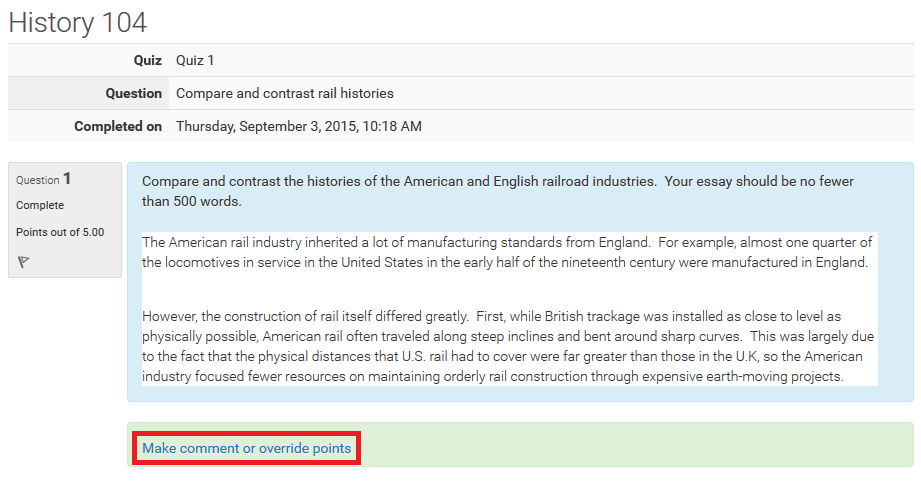 History 104
Quiz Quiz 1
Question Compare and contrast rail histories
Completed on Thursday, September 3, 2015, 10:18 AM
Question 1
Complete
Points out of 5.00
Compare and contrast the histories of the American and English railroad industries.  Your essay should be no fewer
than 500 words.
The American rail industry inherited a lot of manufacturing standards from England.  For example, almost one quarter of
the locomotives in service in the United States in the early half of the nineteenth century were manufactured in England.
However, the construction of rail itself differed greatly.  First, while British trackage was installed as close to level as
physically possible, American rail often traveled along steep inclines and bent around sharp curves.  This was largely due
to the fact that the physical distances that U.S. rail had to cover were far greater than those in the U.K, so the American
industry focused fewer resources on maintaining orderly rail construction through expensive earth-moving projects.
Make comment or override points